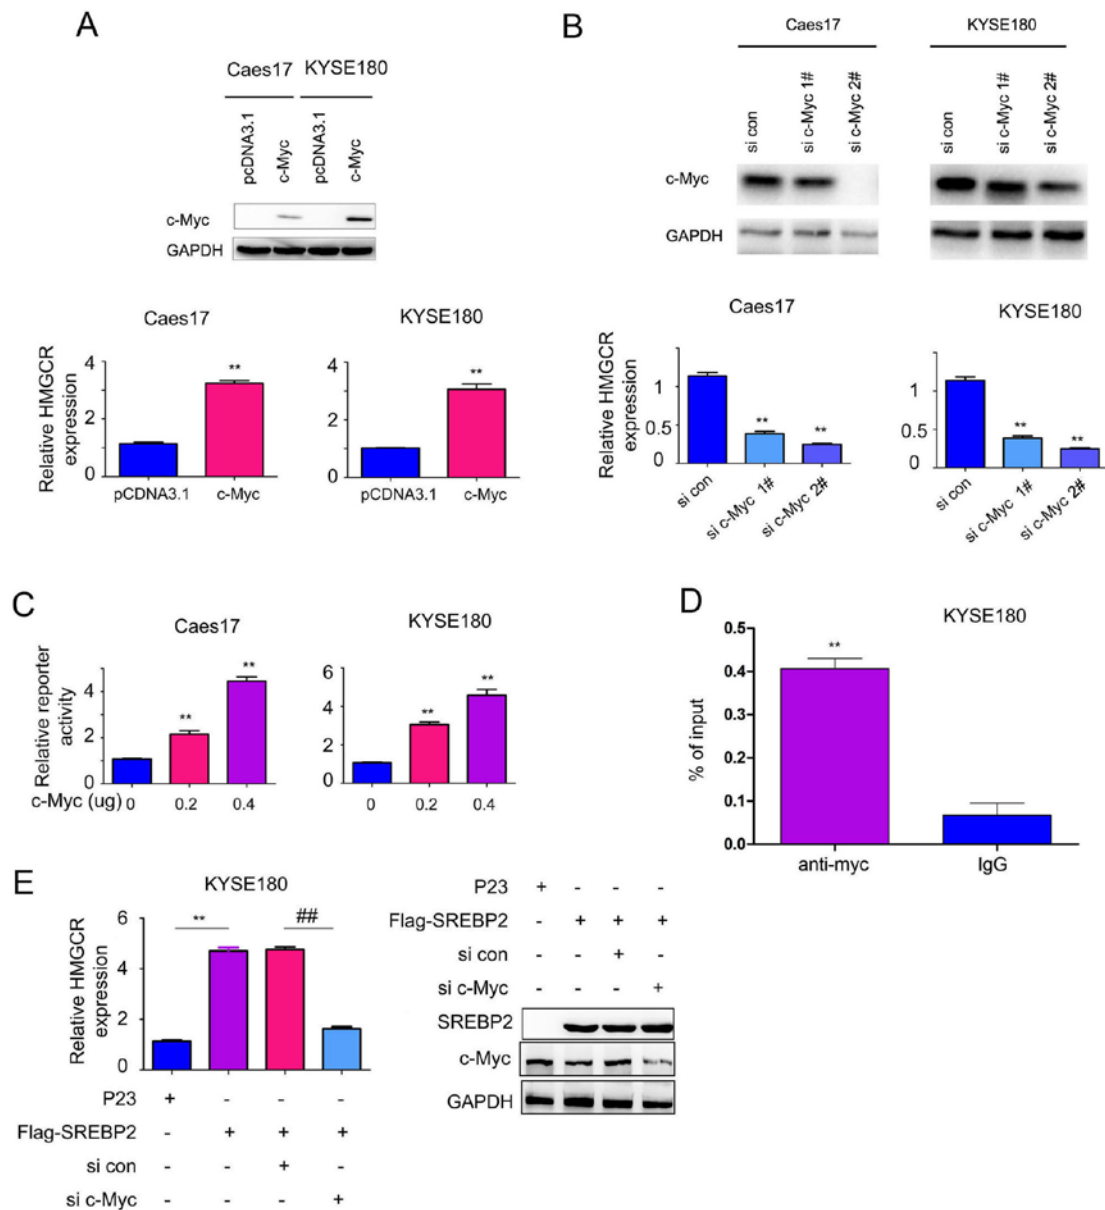 A
Caes17 KYSE180
pcDNA3.1 c-Myc pcDNA3.1 c-Myc
c-Myc
GAPDH
Caes17
Relative HMGCR expression
4
2
0
**
pCDNA3.1 c-Myc
KYSE180
4
2
0
**
pCDNA3.1 c-Myc
B
Caes17 KYSE180
si con si c-Myc 1# si c-Myc 2# si con si c-Myc 1# si c-Myc 2#
c-Myc
GAPDH
Caes17
Relative HMGCR expression
1
0.5
0
** **
si con si c-Myc 1# si c-Myc 2#
KYSE180
1
0.5
0
** **
si con si c-Myc 1# si c-Myc 2#
C
Caes17
Relative reporter activity
4
2
0
** **
c-Myc (ug) 0 0.2 0.4
KYSE180
6
4
2
0
** **
0 0.2 0.4
D
KYSE180
% of input
0.5
0.4
0.3
0.2
0.1
0.0
**
anti-myc IgG
E
KYSE180
Relative HMGCR expression
6
4
2
0
** ##
P23 + - - -
Flag-SREBP2 - + + +
si con - - + -
si c-Myc - - - +
P23 + - - -
Flag-SREBP2 - + + +
si con - - + -
si c-Myc - - - +
SREBP2
c-Myc
GAPDH